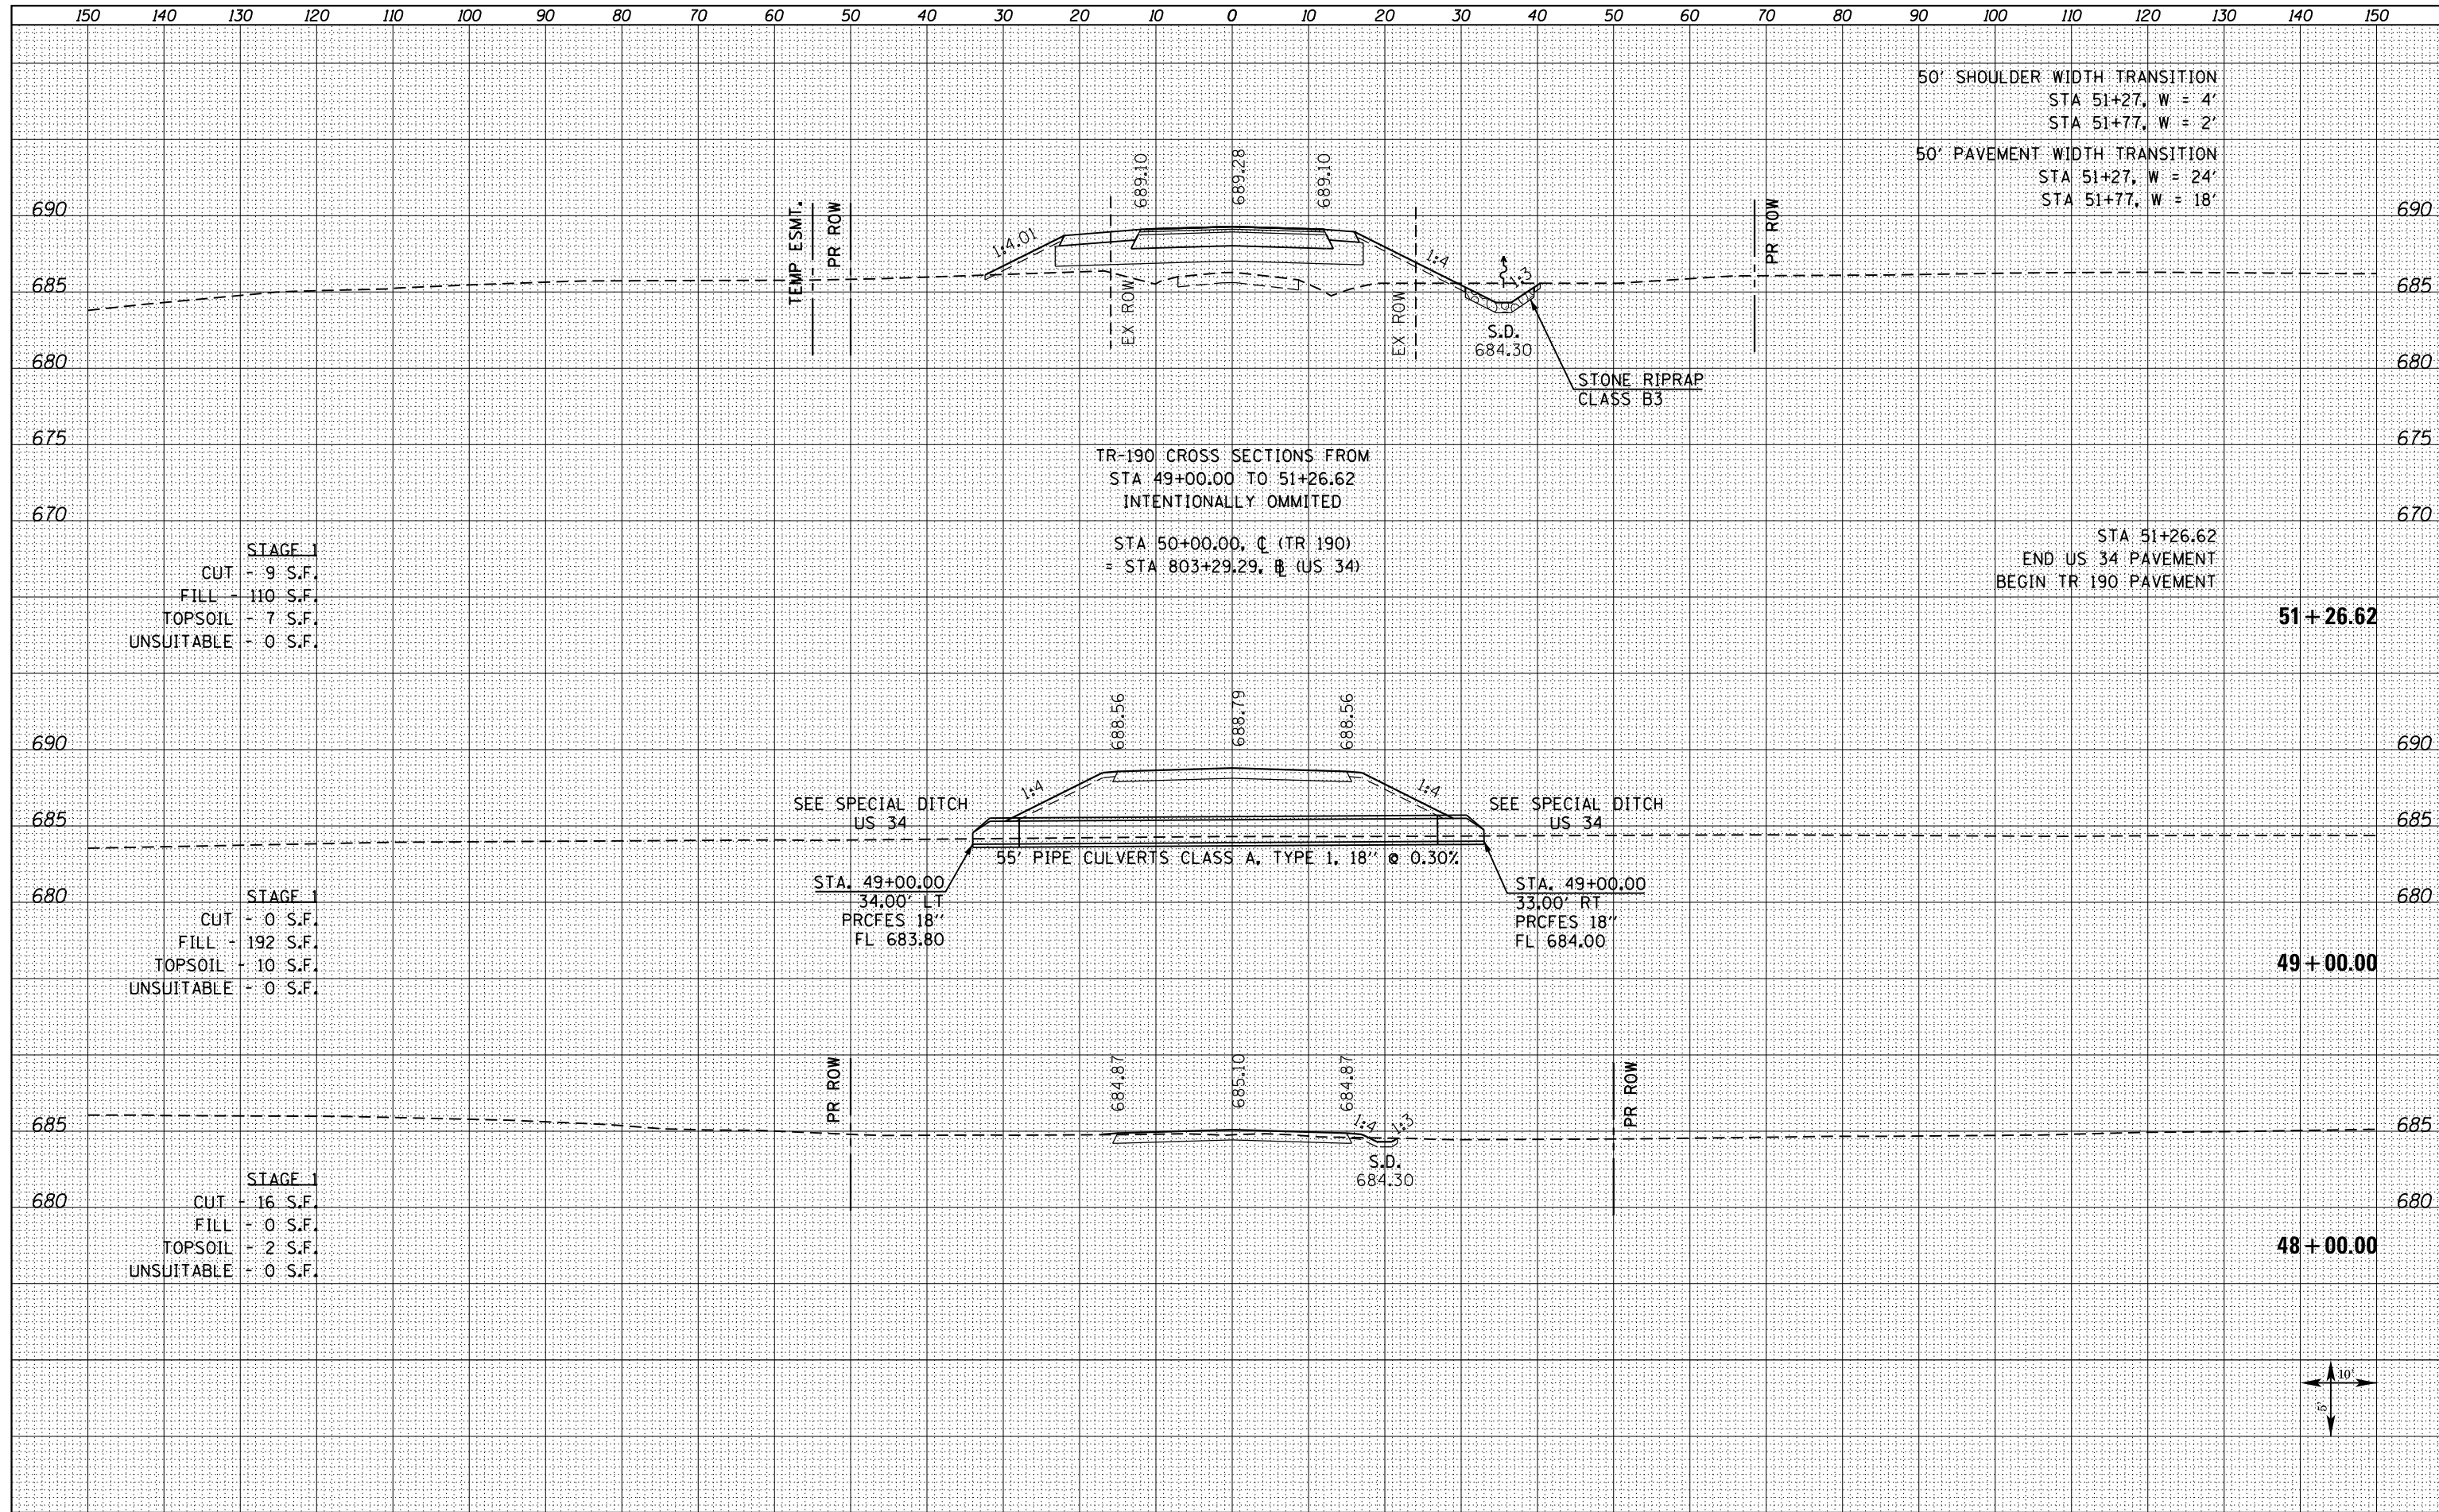 150 140 130 120 110 100 90 80 70 60 50 40 30 20 10 0 10 20 30 40 50 60 70 80 90 100 110 120 130 140 150
50' SHOULDER WIDTH TRANSITION
STA 51+27, W = 4'
STA 51+77, W = 2'
50' PAVEMENT WIDTH TRANSITION
STA 51+27, W = 24'
STA 51+77, W = 18'
689.10
689.28
689.10
690
690
TEMP ESMT.
PR ROW
PR ROW
1:4.01
1:4
1:3
685
685
EX ROW
EX ROW
S.D.
684.30
680
680
STONE RIPRAP
CLASS B3
675
675
TR-190 CROSS SECTIONS FROM
STA 49+00.00 TO 51+26.62
INTENTIONALLY OMMITED
670
670
STA 50+00.00, ℄ (TR 190)
= STA 803+29.29, BL (US 34)
STA 51+26.62
END US 34 PAVEMENT
BEGIN TR 190 PAVEMENT
STAGE 1
CUT - 9 S.F.
FILL - 110 S.F.
TOPSOIL - 7 S.F.
UNSUITABLE - 0 S.F.
51+26.62
688.56
688.79
688.56
690
690
1:4
1:4
SEE SPECIAL DITCH
US 34
SEE SPECIAL DITCH
US 34
685
685
55' PIPE CULVERTS CLASS A, TYPE 1, 18" @ 0.30%
STA. 49+00.00
34.00' LT
PRCFES 18"
FL 683.80
STA. 49+00.00
33.00' RT
PRCFES 18"
FL 684.00
680
680
STAGE 1
CUT - 0 S.F.
FILL - 192 S.F.
TOPSOIL - 10 S.F.
UNSUITABLE - 0 S.F.
49+00.00
PR ROW
684.87
685.10
684.87
PR ROW
685
685
1:4
1:3
S.D.
684.30
680
680
STAGE 1
CUT - 16 S.F.
FILL - 0 S.F.
TOPSOIL - 2 S.F.
UNSUITABLE - 0 S.F.
48+00.00
10'
5'